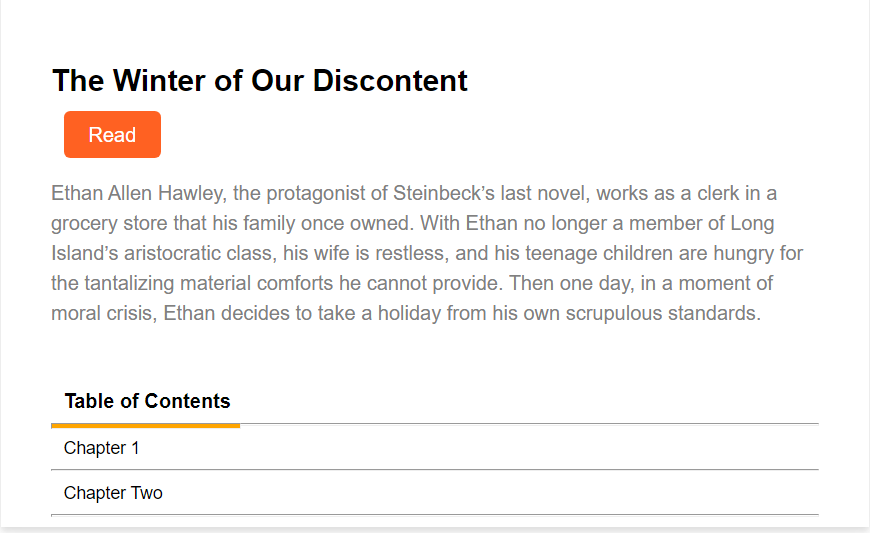 The Winter of Our Discontent
Read
Ethan Allen Hawley, the protagonist of Steinbeck’s last novel, works as a clerk in a
grocery store that his family once owned. With Ethan no longer a member of Long
Island’s aristocratic class, his wife is restless, and his teenage children are hungry for
the tantalizing material comforts he cannot provide. Then one day, in a moment of
moral crisis, Ethan decides to take a holiday from his own scrupulous standards.
Table of Contents
Chapter 1
Chapter Two